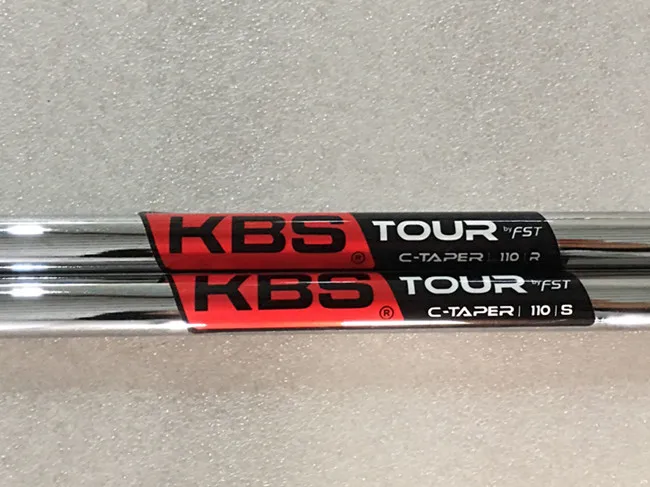 KBS® TOUR by FST
C-TAPER | 110 | R
KBS® TOUR by FST
C-TAPER | 110 | S